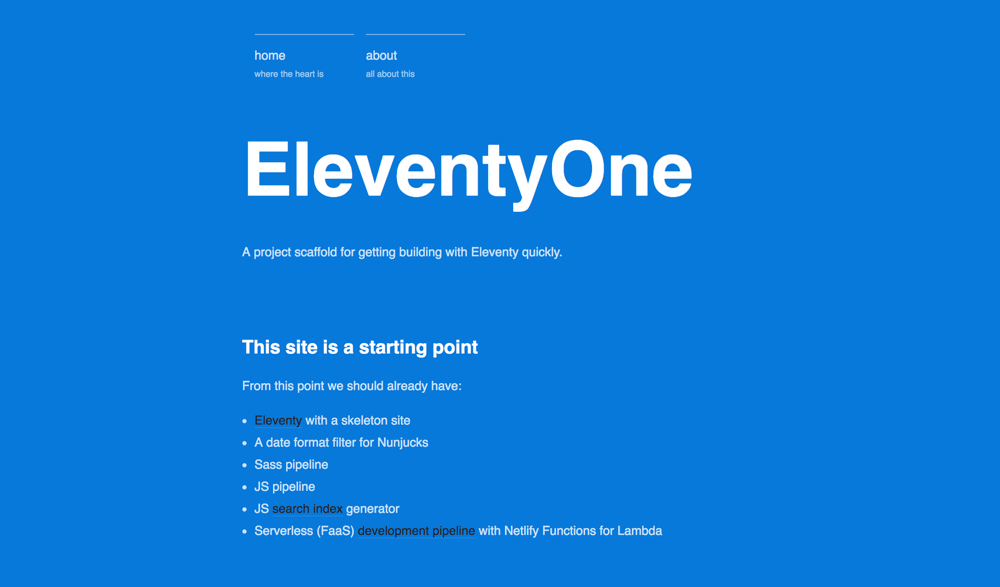 home
where the heart is
about
all about this
EleventyOne
A project scaffold for getting building with Eleventy quickly.
This site is a starting point
From this point we should already have:
• Eleventy with a skeleton site
• A date format filter for Nunjucks
• Sass pipeline
• JS pipeline
• JS search index generator
• Serverless (FaaS) development pipeline with Netlify Functions for Lambda